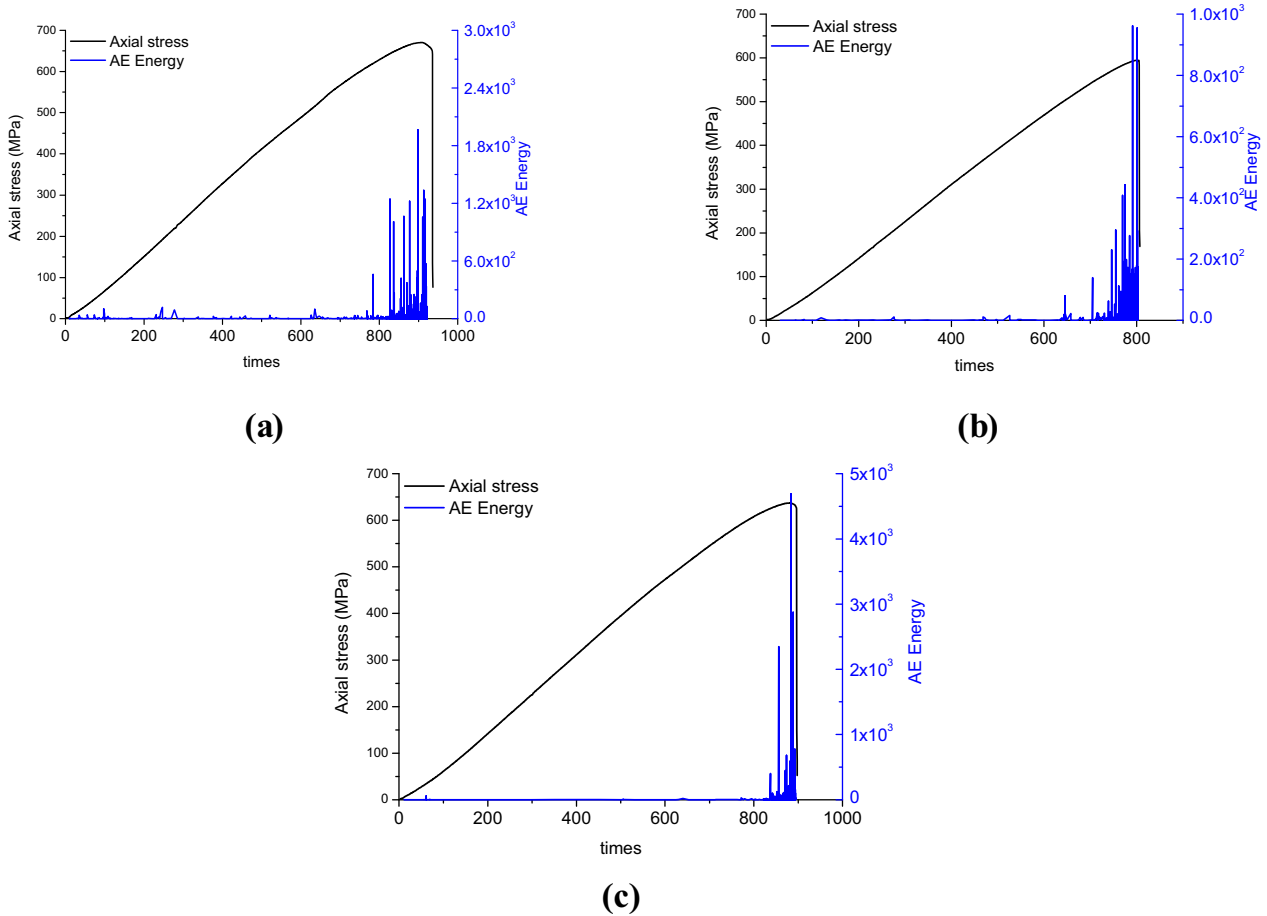 Axial stress
AE Energy
Axial stress (MPa)
700
600
500
400
300
200
100
0
0 200 400 600 800 1000
times
3.0x10³
2.4x10³
1.8x10³
1.2x10³
6.0x10²
0.0
AE Energy
(a)
Axial stress
AE Energy
Axial stress (MPa)
700
600
500
400
300
200
100
0
0 200 400 600 800
times
1.0x10³
8.0x10²
6.0x10²
4.0x10²
2.0x10²
0.0
AE Energy
(b)
Axial stress
AE Energy
Axial stress (MPa)
700
600
500
400
300
200
100
0
0 200 400 600 800 1000
times
5x10³
4x10³
3x10³
2x10³
1x10³
0
AE Energy
(c)